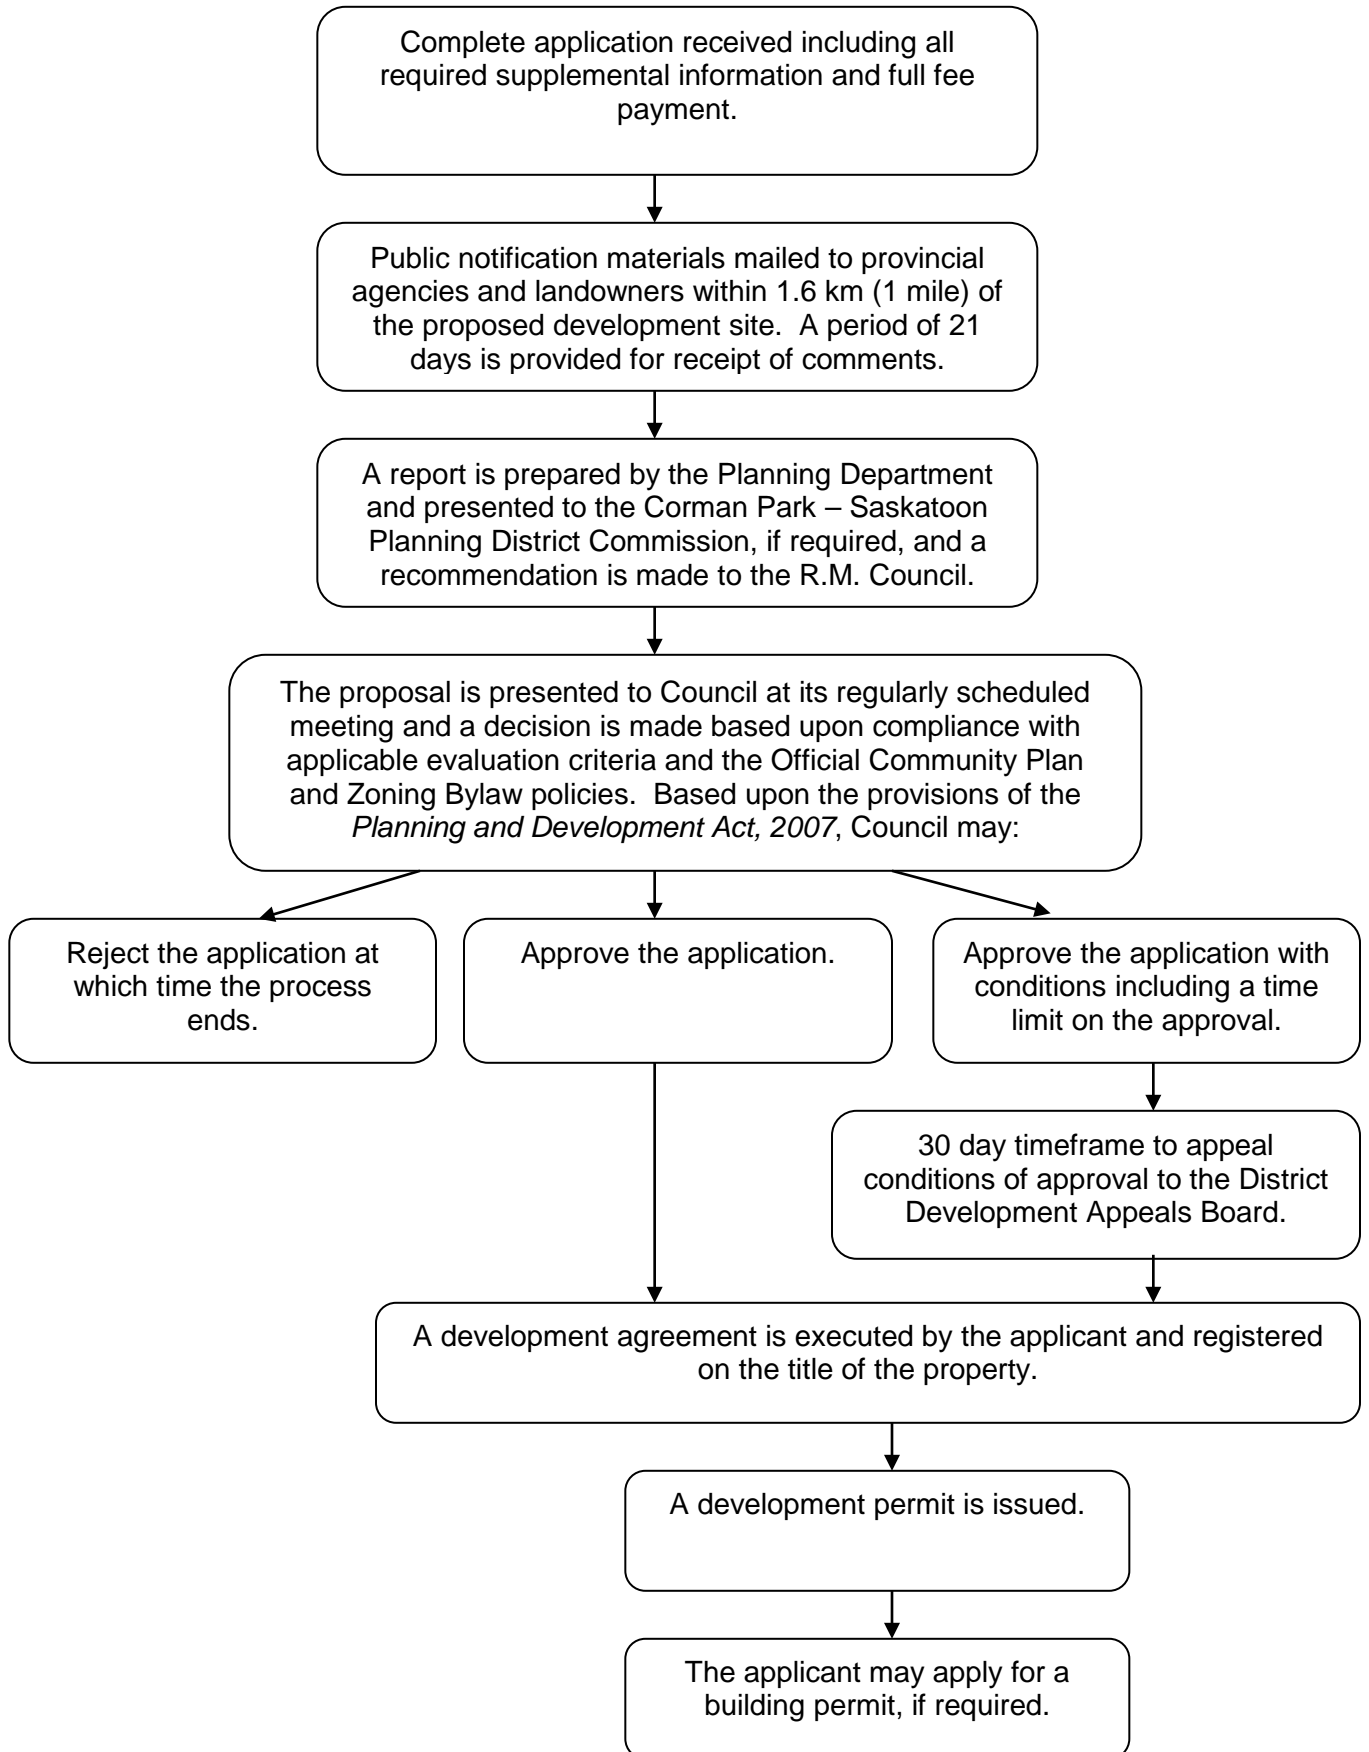 Complete application received including all
required supplemental information and full fee
payment.
Public notification materials mailed to provincial
agencies and landowners within 1.6 km (1 mile) of
the proposed development site.  A period of 21
days is provided for receipt of comments.
A report is prepared by the Planning Department
and presented to the Corman Park – Saskatoon
Planning District Commission, if required, and a
recommendation is made to the R.M. Council.
The proposal is presented to Council at its regularly scheduled
meeting and a decision is made based upon compliance with
applicable evaluation criteria and the Official Community Plan
and Zoning Bylaw policies.  Based upon the provisions of the
Planning and Development Act, 2007, Council may:
Reject the application at
which time the process
ends.
Approve the application.
Approve the application with
conditions including a time
limit on the approval.
30 day timeframe to appeal
conditions of approval to the District
Development Appeals Board.
A development agreement is executed by the applicant and registered
on the title of the property.
A development permit is issued.
The applicant may apply for a
building permit, if required.